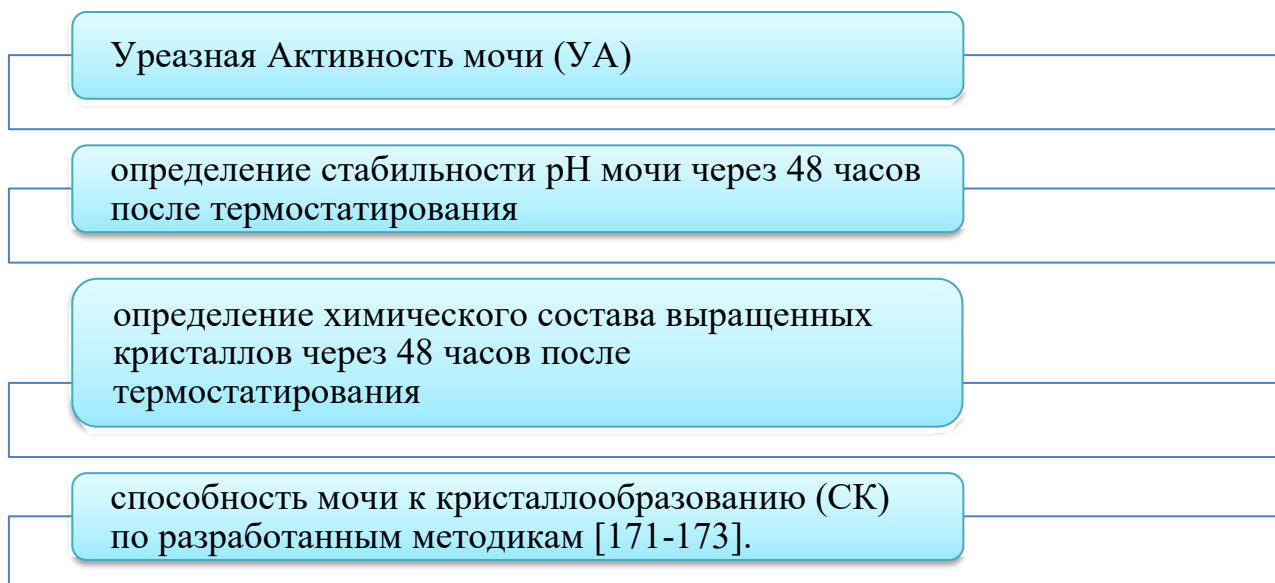 Уреазная Активность мочи (УА)
определение стабильности pH мочи через 48 часов
после термостатирования
определение химического состава выращенных
кристаллов через 48 часов после
термостатирования
способность мочи к кристаллообразованию (СК)
по разработанным методикам [171-173].